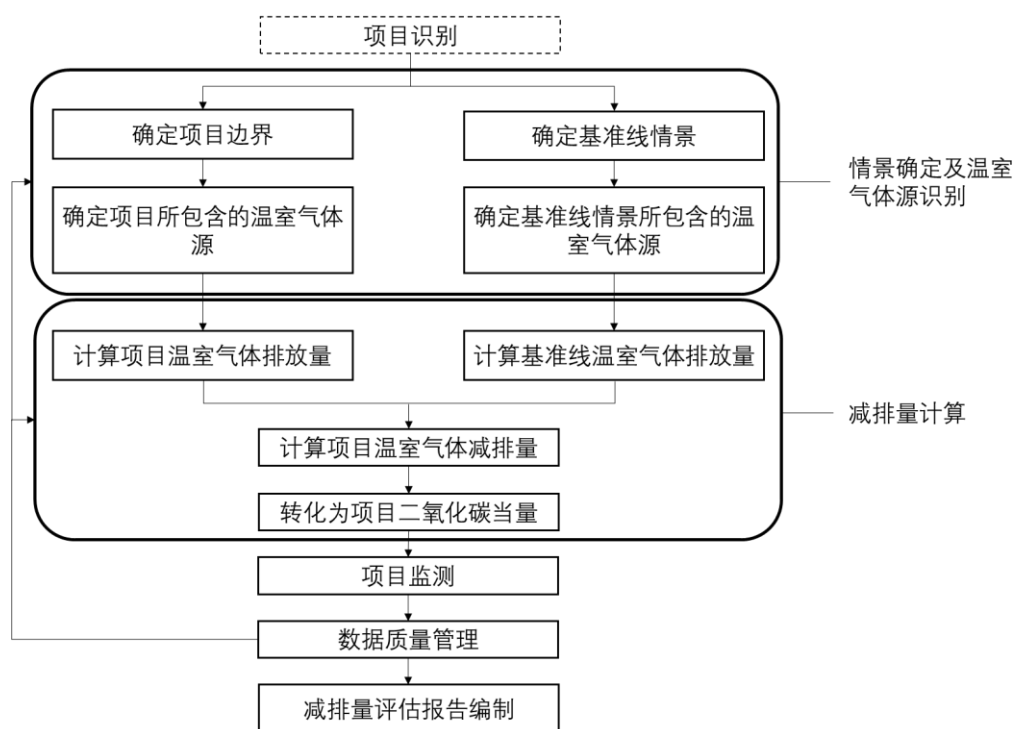 项目识别
确定项目边界
确定基准线情景
确定项目所包含的温室气体
源
确定基准线情景所包含的温
室气体源
情景确定及温室
气体源识别
计算项目温室气体排放量
计算基准线温室气体排放量
减排量计算
计算项目温室气体减排量
转化为项目二氧化碳当量
项目监测
数据质量管理
减排量评估报告编制